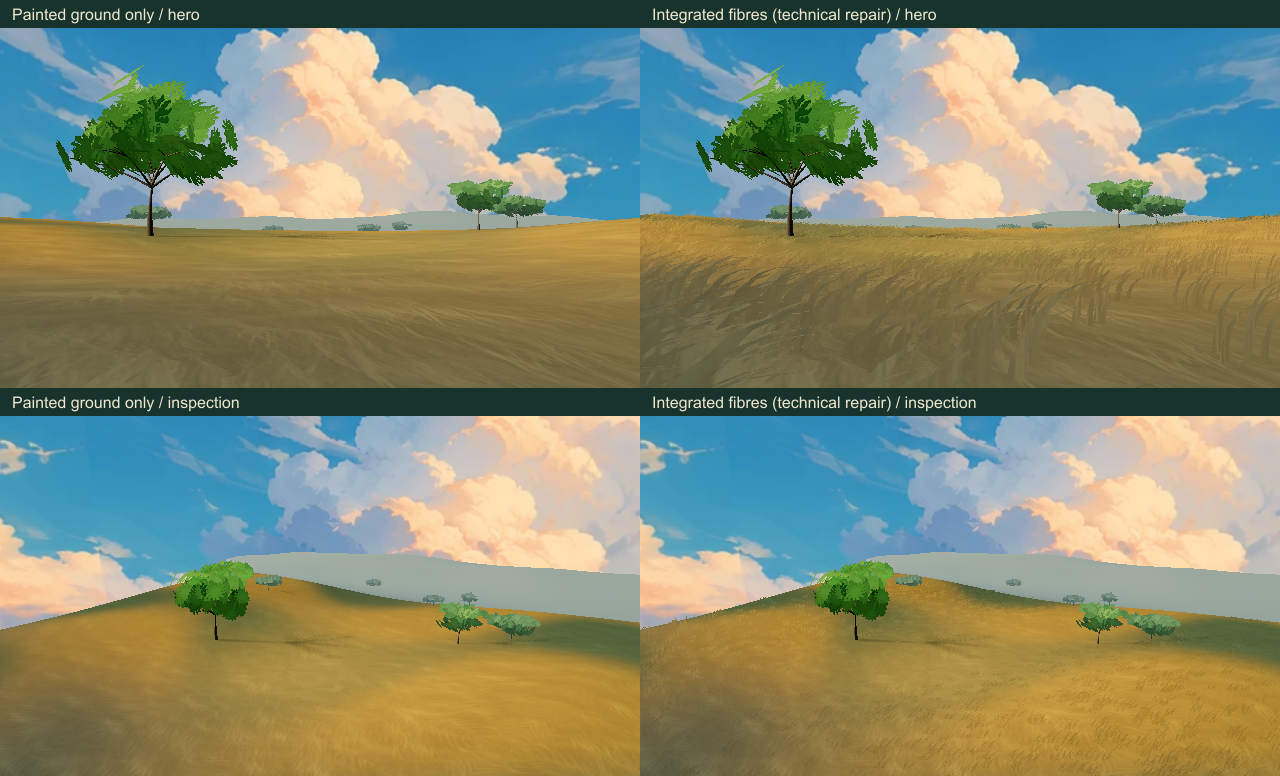 Painted ground only / hero
Integrated fibres (technical repair) / hero
Painted ground only / inspection
Integrated fibres (technical repair) / inspection